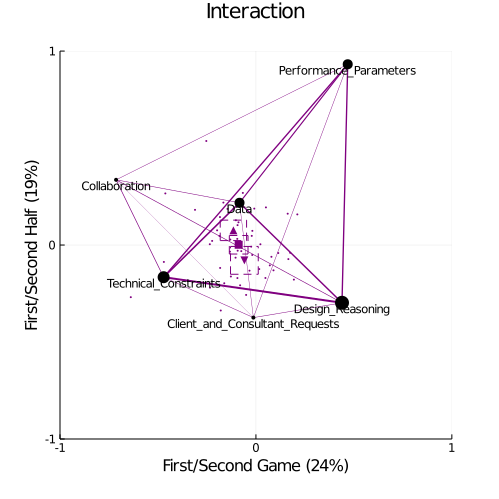 Interaction
1
Performance_Parameters
Collaboration
Data
First/Second Half (19%)
0
Technical_Constraints
Design_Reasoning
Client_and_Consultant_Requests
-1
-1
0
1
First/Second Game (24%)